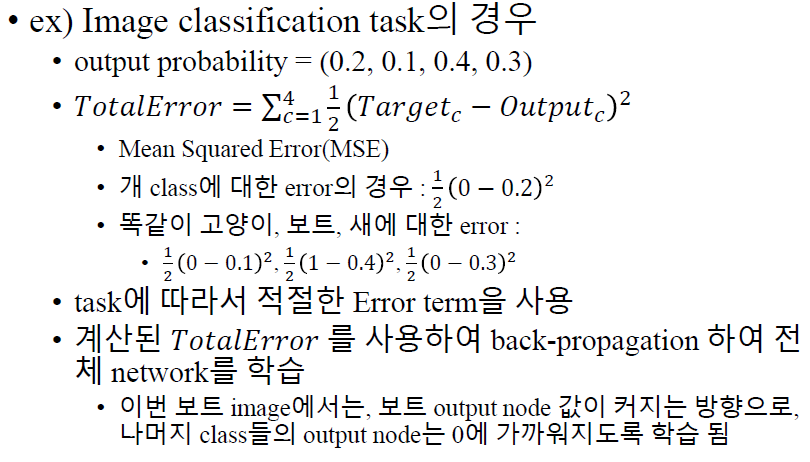 • ex) Image classification task의 경우
• output probability = (0.2, 0.1, 0.4, 0.3)
• TotalError = ∑⁴_{c=1} 1/2 (Target_c − Output_c)²
• Mean Squared Error(MSE)
• 개 class에 대한 error의 경우 : 1/2 (0 − 0.2)²
• 똑같이 고양이, 보트, 새에 대한 error :
• 1/2 (0 − 0.1)², 1/2 (1 − 0.4)², 1/2 (0 − 0.3)²
• task에 따라서 적절한 Error term을 사용
• 계산된 TotalError 를 사용하여 back-propagation 하여 전
체 network를 학습
• 이번 보트 image에서는, 보트 output node 값이 커지는 방향으로,
나머지 class들의 output node는 0에 가까워지도록 학습 됨